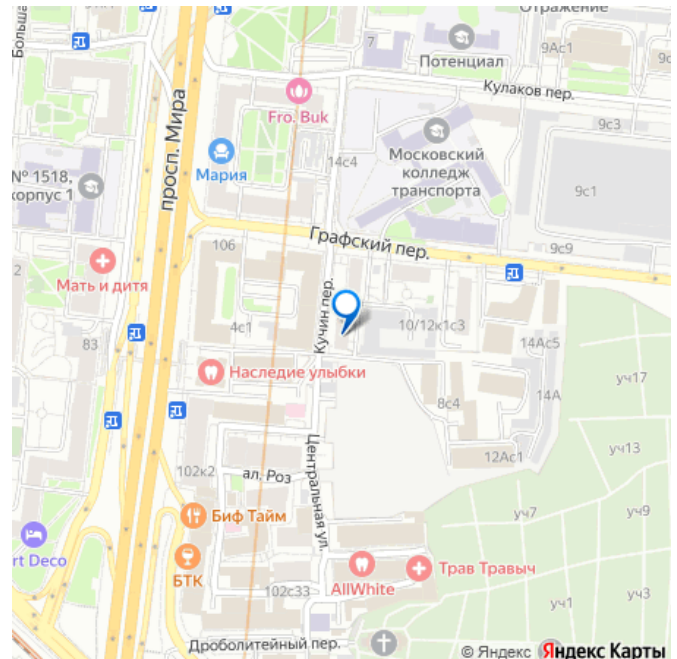 Отражение
Больша
7
Потенциал
9Ас1
Кулаков пер.
просп. Мира
Fro. Buk
9с3
14с4
Мария
Московский
колледж
транспорта
№ 1518,
корпус 1
9с1
Графский пер.
106
9с9
2
Мать и дитя
Кучин пер.
4с1
10/12к1с3
83
14Ас5
Наследие улыбки
уч17
8с4
14А
Центральная ул.
уч13
102к2
12Ас1
ал. Роз
Биф Тайм
уч7
уч9
rt Deco
БТК
AllWhite
Трав Травыч
102с33
уч1
уч3
Дроболитейный пер.
© Яндекс
Яндекс Карты